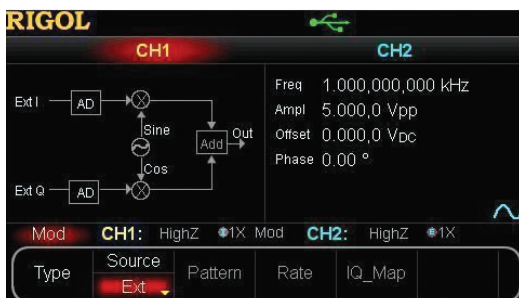 RIGOL
CH1 CH2
Ext I AD Sine Add Out
Cos
Ext Q AD
Freq 1.000,000,000 kHz
Ampl 5.000,0 Vpp
Offset 0.000,0 VDC
Phase 0.00 °
Mod CH1: HighZ 1X Mod CH2: HighZ 1X
Type Source Pattern Rate IQ_Map
Ext